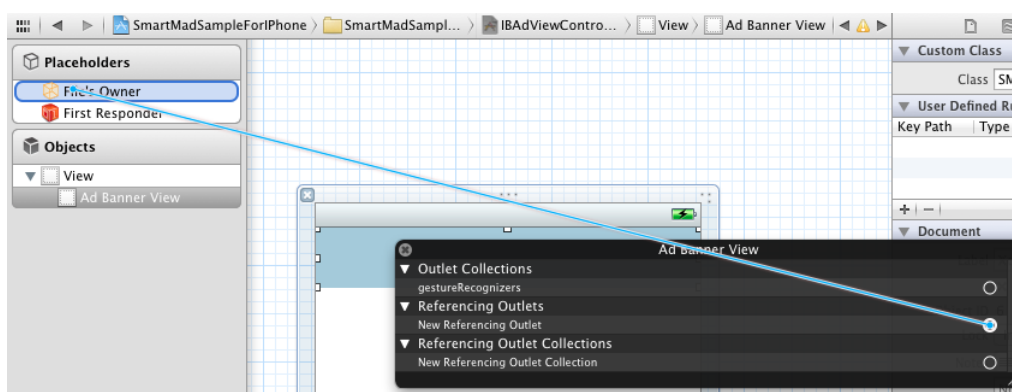 SmartMadSampleForIPhone SmartMadSampl... IBAdViewContro... View Ad Banner View
Placeholders
File's Owner
First Responder
Objects
View
Ad Banner View
Custom Class
Class SM
User Defined Ru
Key Path Type
Document
Ad Banner View
Outlet Collections
gestureRecognizers
Referencing Outlets
New Referencing Outlet
Referencing Outlet Collections
New Referencing Outlet Collection